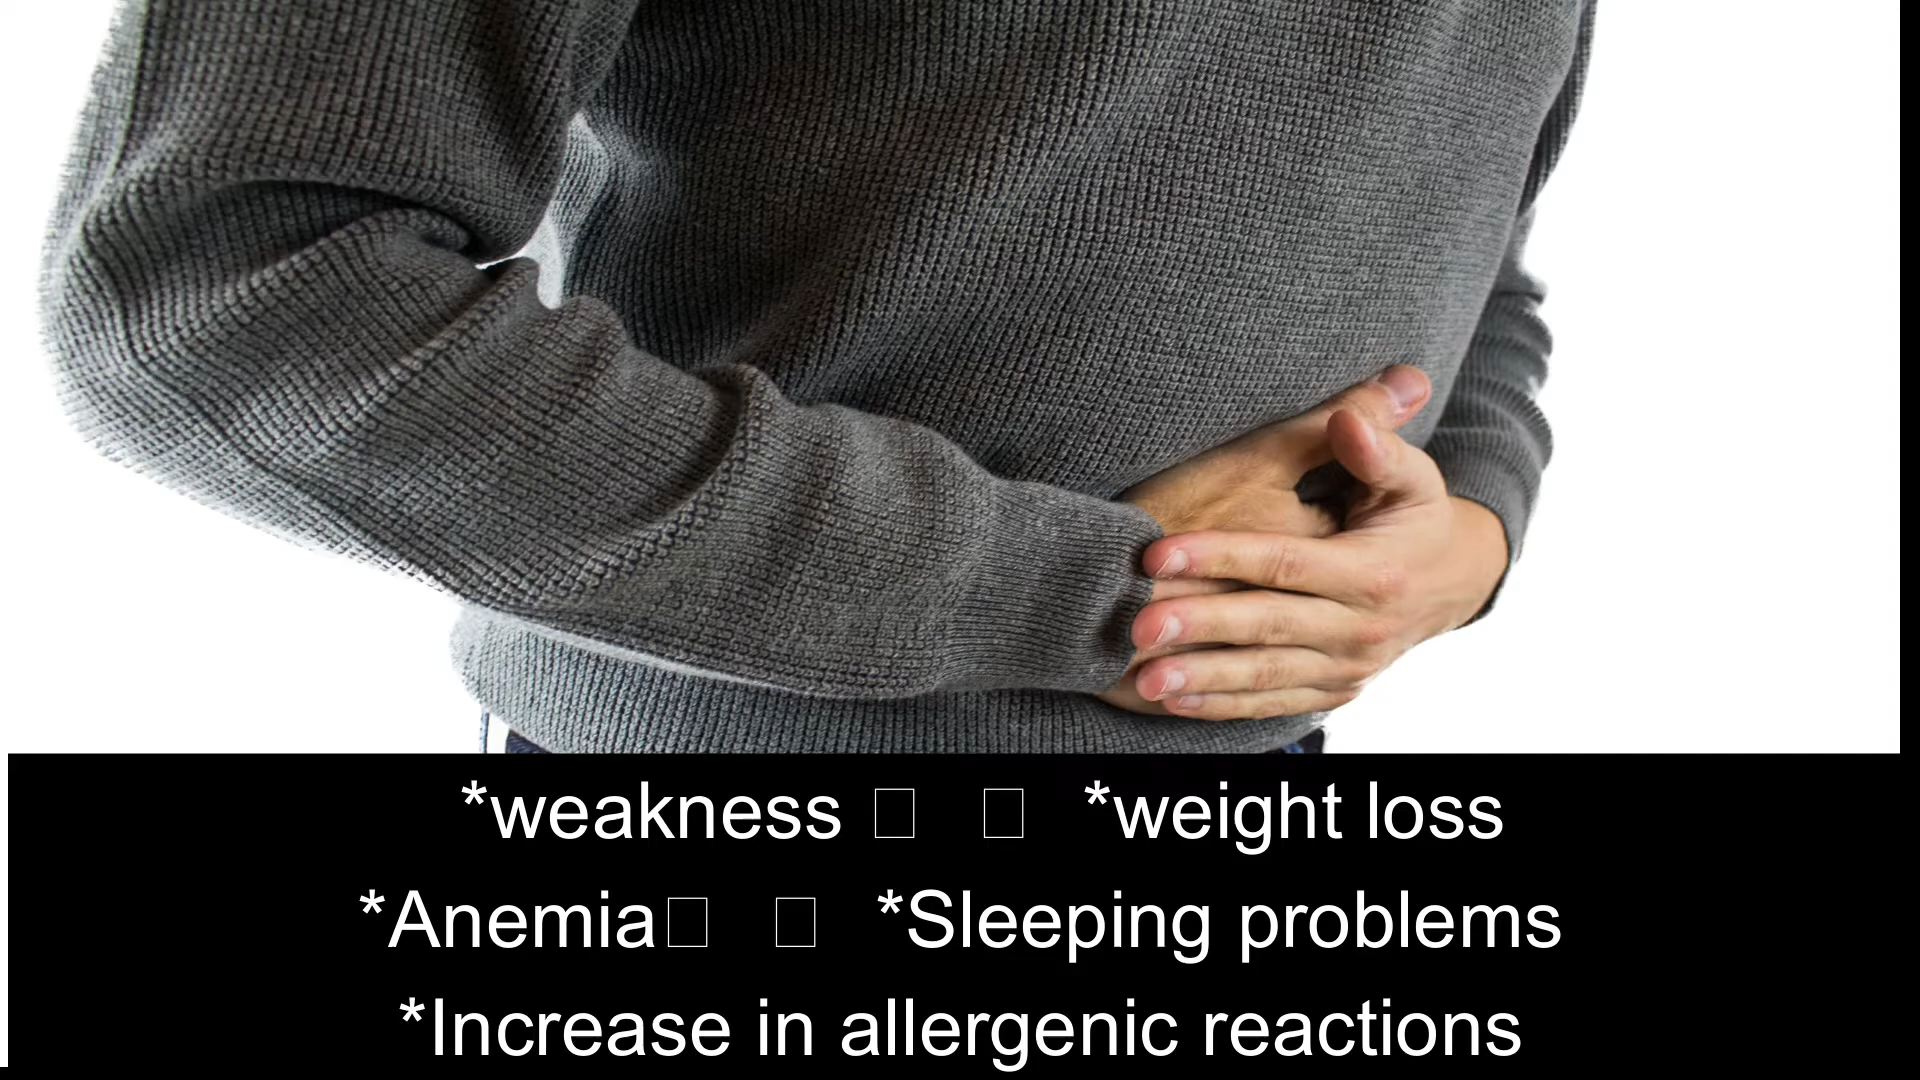 *weakness *weight loss
*Anemia *Sleeping problems
*Increase in allergenic reactions